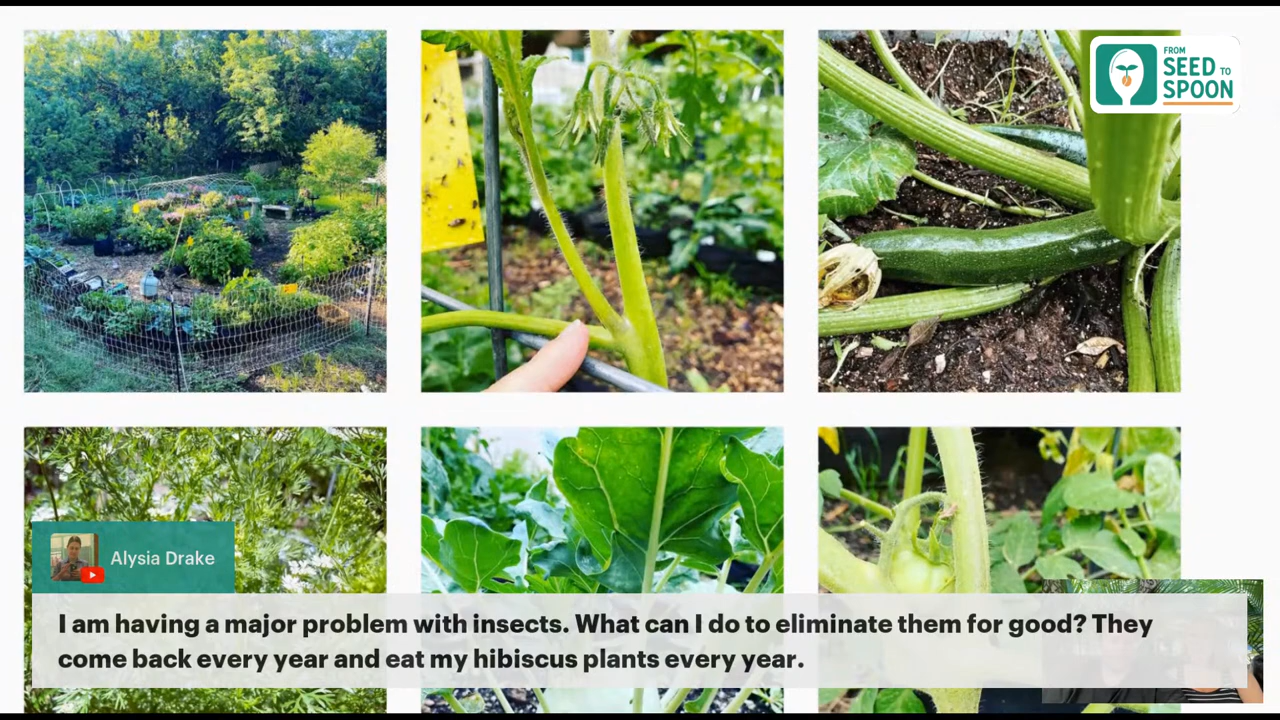 FROM
SEED TO
SPOON
Alysia Drake
I am having a major problem with insects. What can I do to eliminate them for good? They
come back every year and eat my hibiscus plants every year.